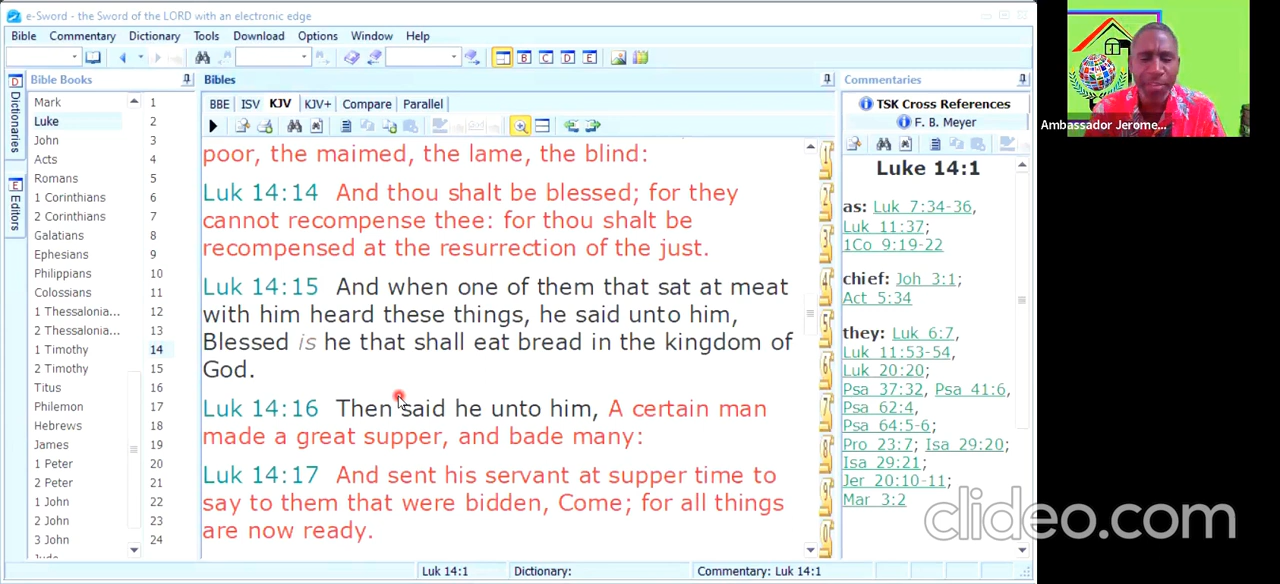 e-Sword - the Sword of the LORD with an electronic edge
Bible Commentary Dictionary Tools Download Options Window Help
B C D E
D Dictionaries
E Editors
Bible Books
Mark
Luke
John
Acts
Romans
1 Corinthians
2 Corinthians
Galatians
Ephesians
Philippians
Colossians
1 Thessalonia...
2 Thessalonia...
1 Timothy
2 Timothy
Titus
Philemon
Hebrews
James
1 Peter
2 Peter
1 John
2 John
3 John
1
2
3
4
5
6
7
8
9
10
11
12
13
14
15
16
17
18
19
20
21
22
23
24
Bibles
BBE ISV KJV KJV+ Compare Parallel
poor, the maimed, the lame, the blind:
Luk 14:14 And thou shalt be blessed; for they
cannot recompense thee: for thou shalt be
recompensed at the resurrection of the just.
Luk 14:15 And when one of them that sat at meat
with him heard these things, he said unto him,
Blessed is he that shall eat bread in the kingdom of
God.
Luk 14:16 Then said he unto him, A certain man
made a great supper, and bade many:
Luk 14:17 And sent his servant at supper time to
say to them that were bidden, Come; for all things
are now ready.
1
2
3
4
5
6
7
8
9
0
Commentaries
TSK Cross References
F. B. Meyer
Luke 14:1
as: Luk 7:34-36,
Luk 11:37;
1Co 9:19-22
chief: Joh 3:1;
Act 5:34
they: Luk 6:7,
Luk 11:53-54,
Luk 20:20;
Psa 37:32, Psa 41:6,
Psa 62:4,
Psa 64:5-6;
Pro 23:7; Isa 29:20;
Isa 29:21;
Jer 20:10-11;
Mar 3:2
Luk 14:1 Dictionary: Commentary: Luk 14:1
Ambassador Jerome...
clideo.com